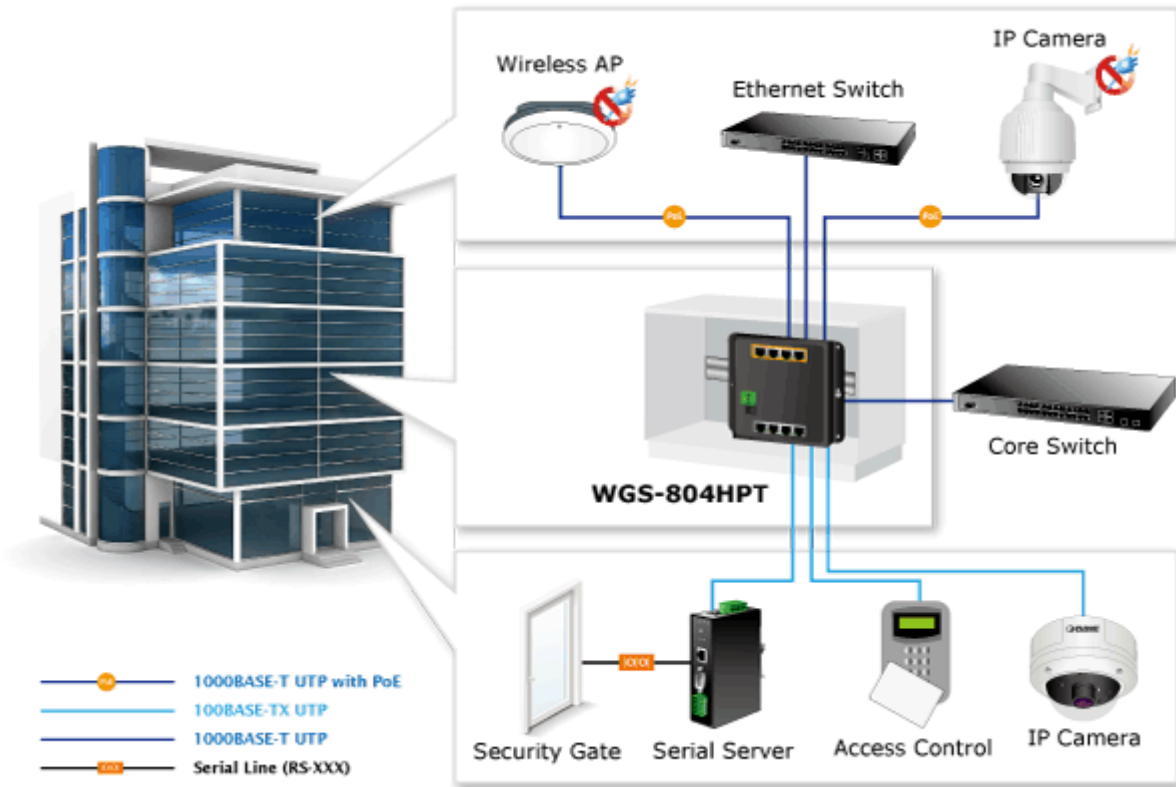 Wireless AP
Ethernet Switch
IP Camera
PoE
PoE
WGS-804HPT
Core Switch
Security Gate
Serial Server
Access Control
IP Camera
PoE
1000BASE-T UTP with PoE
100BASE-TX UTP
1000BASE-T UTP
Serial Line (RS-XXX)